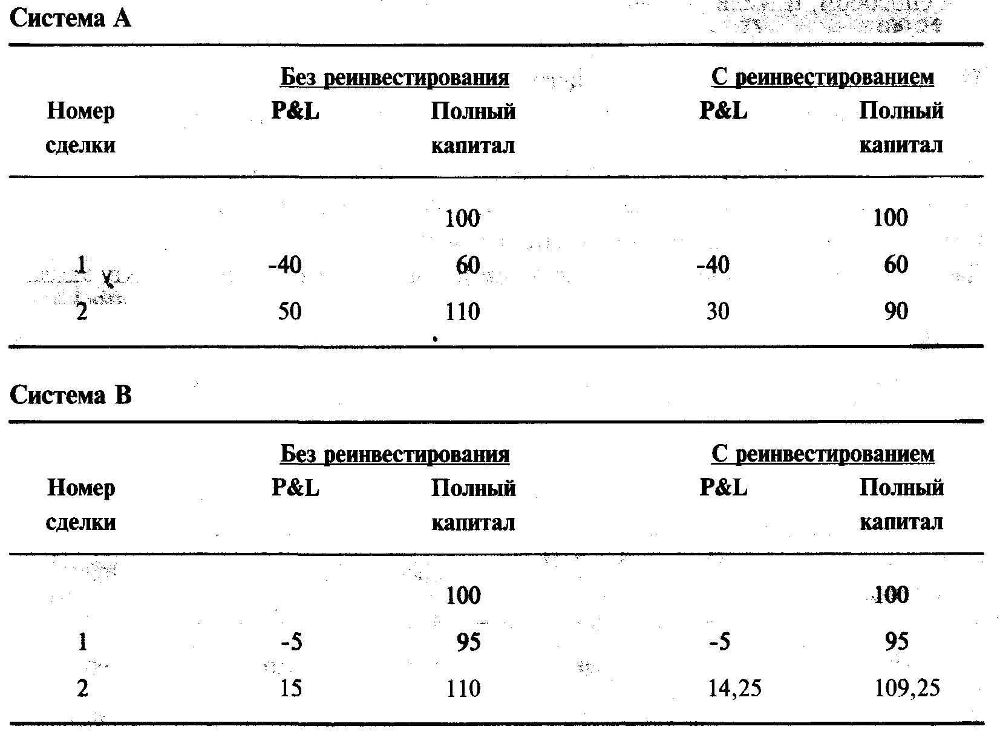 Система А
Без реинвестирования С реинвестированием
Номер P&L Полный P&L Полный
сделки капитал капитал
100 100
1 -40 60 -40 60
2 50 110 30 90
Система В
Без реинвестирования С реинвестированием
Номер P&L Полный P&L Полный
сделки капитал капитал
100 100
1 -5 95 -5 95
2 15 110 14,25 109,25